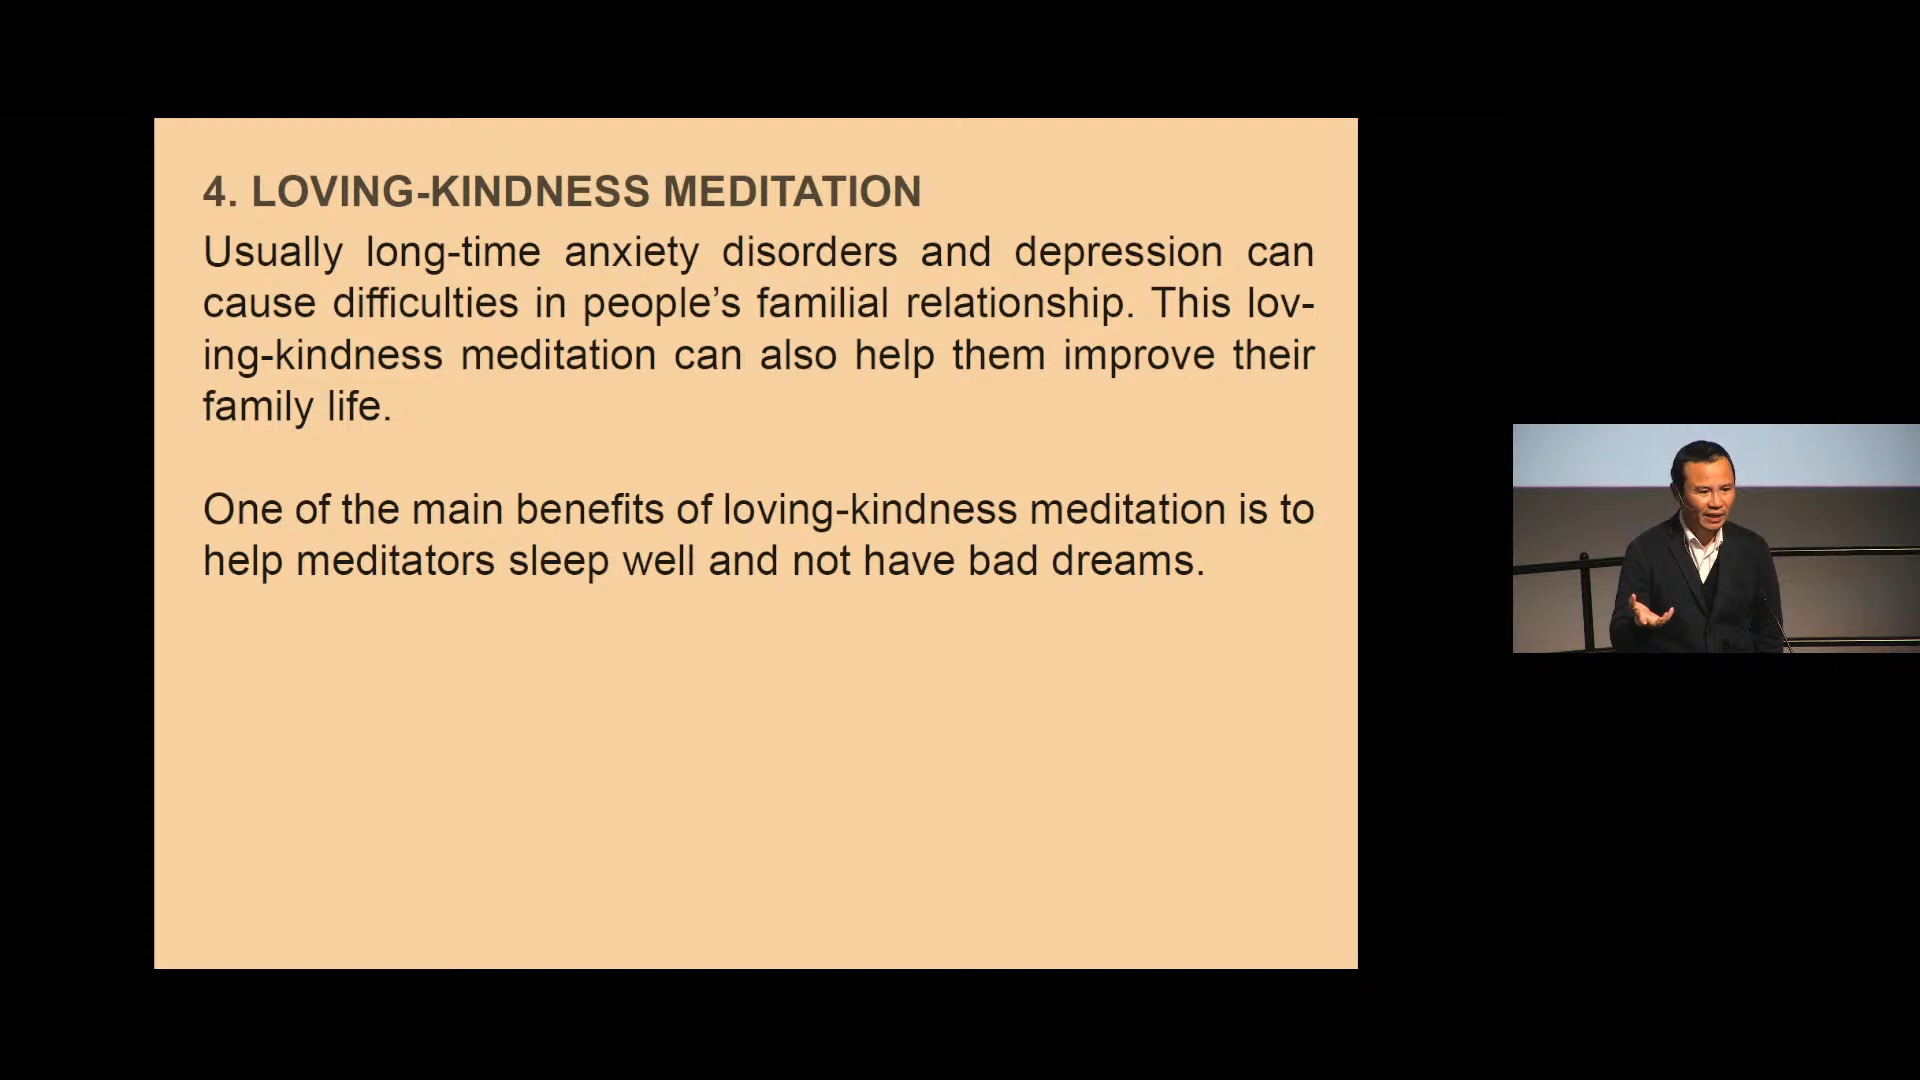 4. LOVING-KINDNESS MEDITATION
Usually long-time anxiety disorders and depression can
cause difficulties in people’s familial relationship. This lov-
ing-kindness meditation can also help them improve their
family life.
One of the main benefits of loving-kindness meditation is to
help meditators sleep well and not have bad dreams.